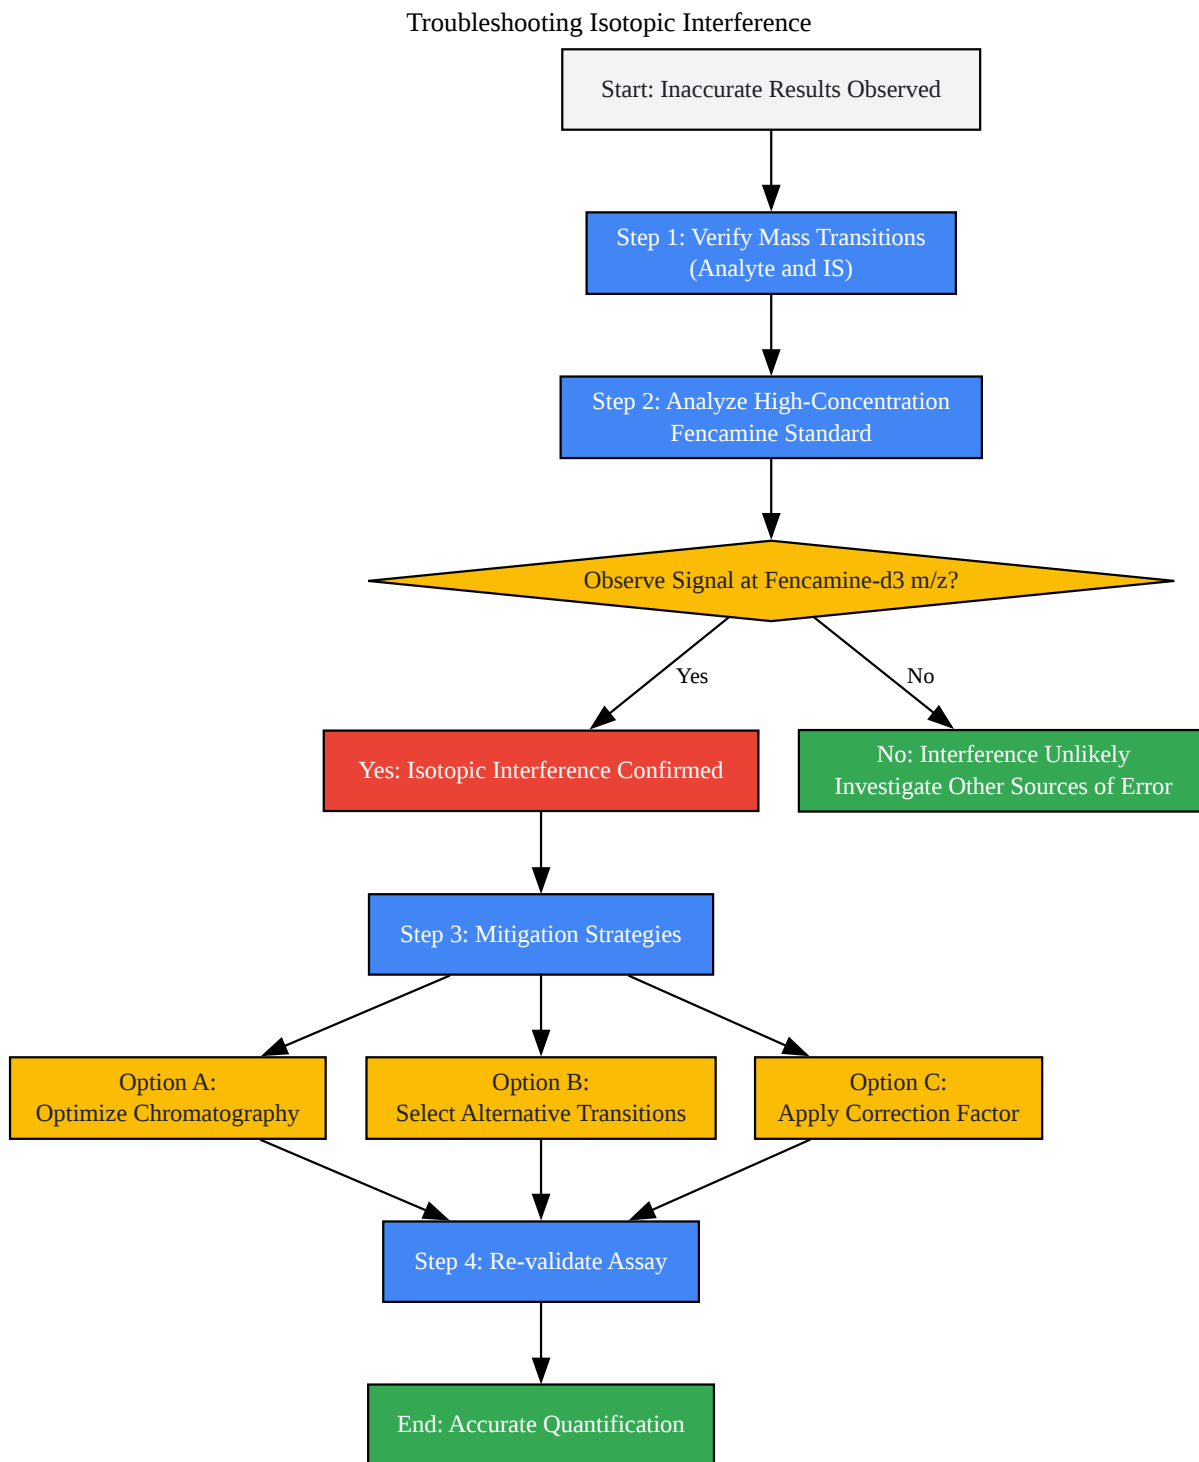 Troubleshooting Isotopic Interference
Start: Inaccurate Results Observed
Step 1: Verify Mass Transitions
(Analyte and IS)
Step 2: Analyze High-Concentration
Fencamine Standard
Observe Signal at Fencamine-d3 m/z?
Yes
No
Yes: Isotopic Interference Confirmed
No: Interference Unlikely
Investigate Other Sources of Error
Step 3: Mitigation Strategies
Option A:
Optimize Chromatography
Option B:
Select Alternative Transitions
Option C:
Apply Correction Factor
Step 4: Re-validate Assay
End: Accurate Quantification